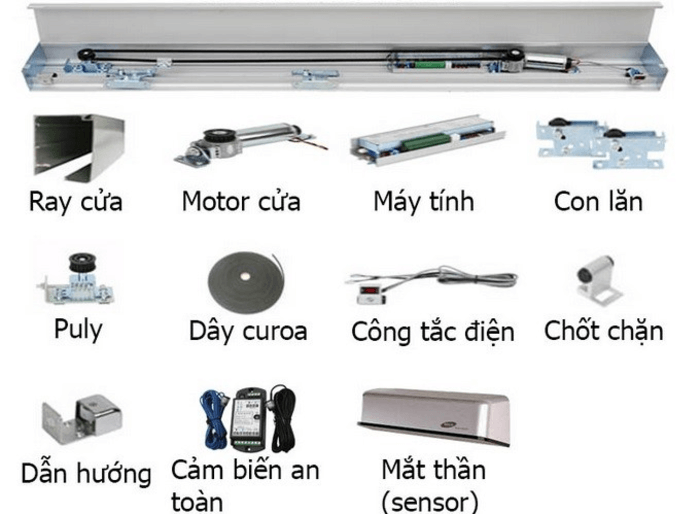 Ray cửa
Motor cửa
Máy tính
Con lăn
Puly
Dây curoa
Công tắc điện
Chốt chặn
Dẫn hướng
Cảm biến an
toàn
Mắt thần
(sensor)